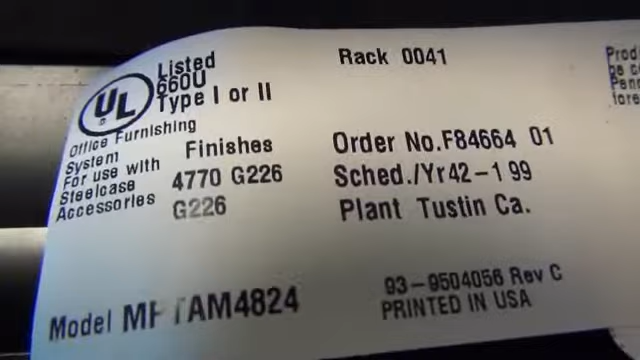 UL
Listed
660U
Type I or II
Office Furnishing
System
For use with
Steelcase
Accessories
Finishes
4770 G226
G226
Rack 0041
Order No.F84664 01
Sched./Yr42-1 99
Plant Tustin Ca.
Model
93-9504056 Rev C
PRINTED IN USA
Prod